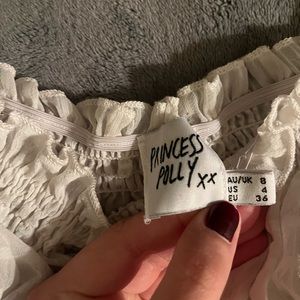 PRINCESS
POLLY xx
AU/UK 8
US 4
EU 36